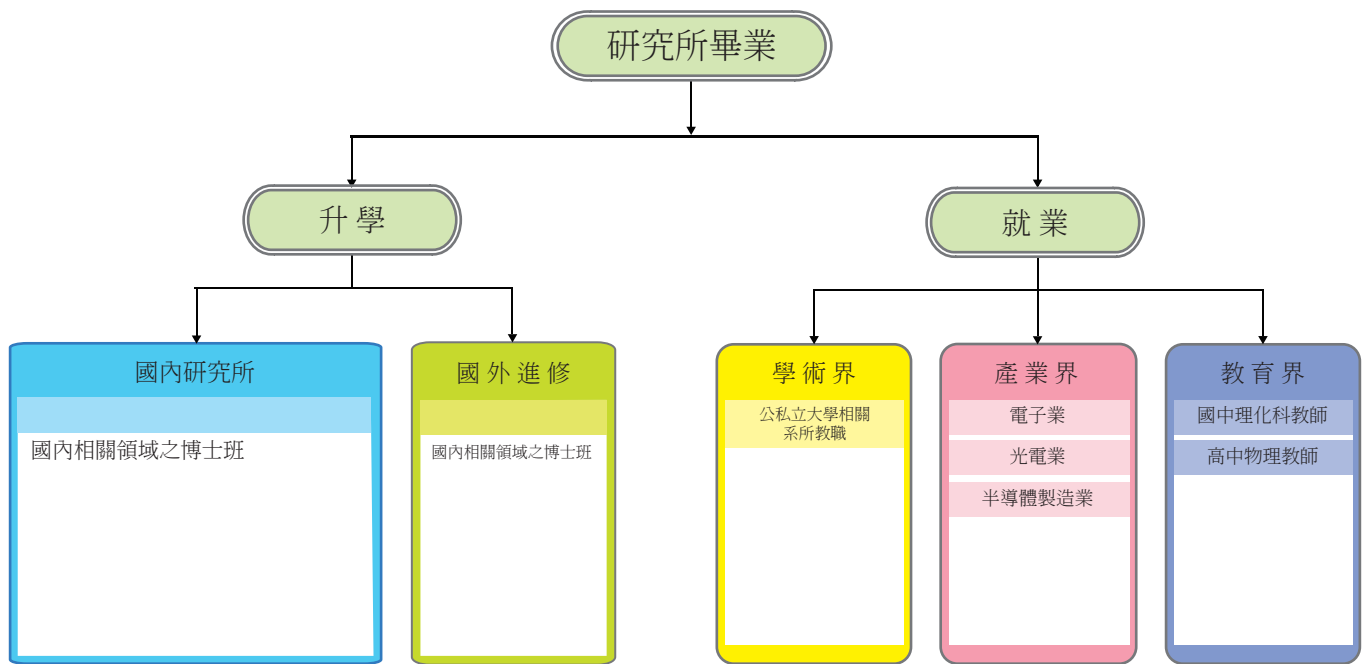 研究所畢業
升學
就業
國內研究所
國內相關領域之博士班
國外進修
國內相關領域之博士班
學術界
公私立大學相關
系所教職
產業界
電子業
光電業
半導體製造業
教育界
國中理化科教師
高中物理教師